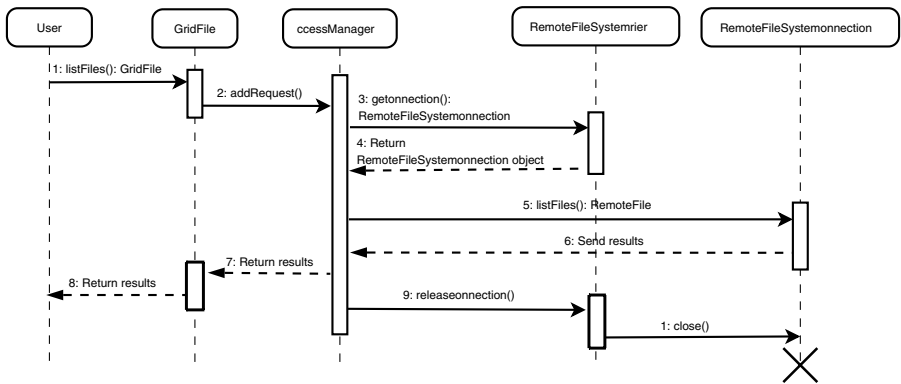 User
GridFile
ccessManager
RemoteFileSystemrier
RemoteFileSystemonnection
1: listFiles(): GridFile
2: addRequest()
3: getonnection():
RemoteFileSystemonnection
4: Return
RemoteFileSystemonnection object
5: listFiles(): RemoteFile
6: Send results
7: Return results
8: Return results
9: releaseonnection()
1: close()